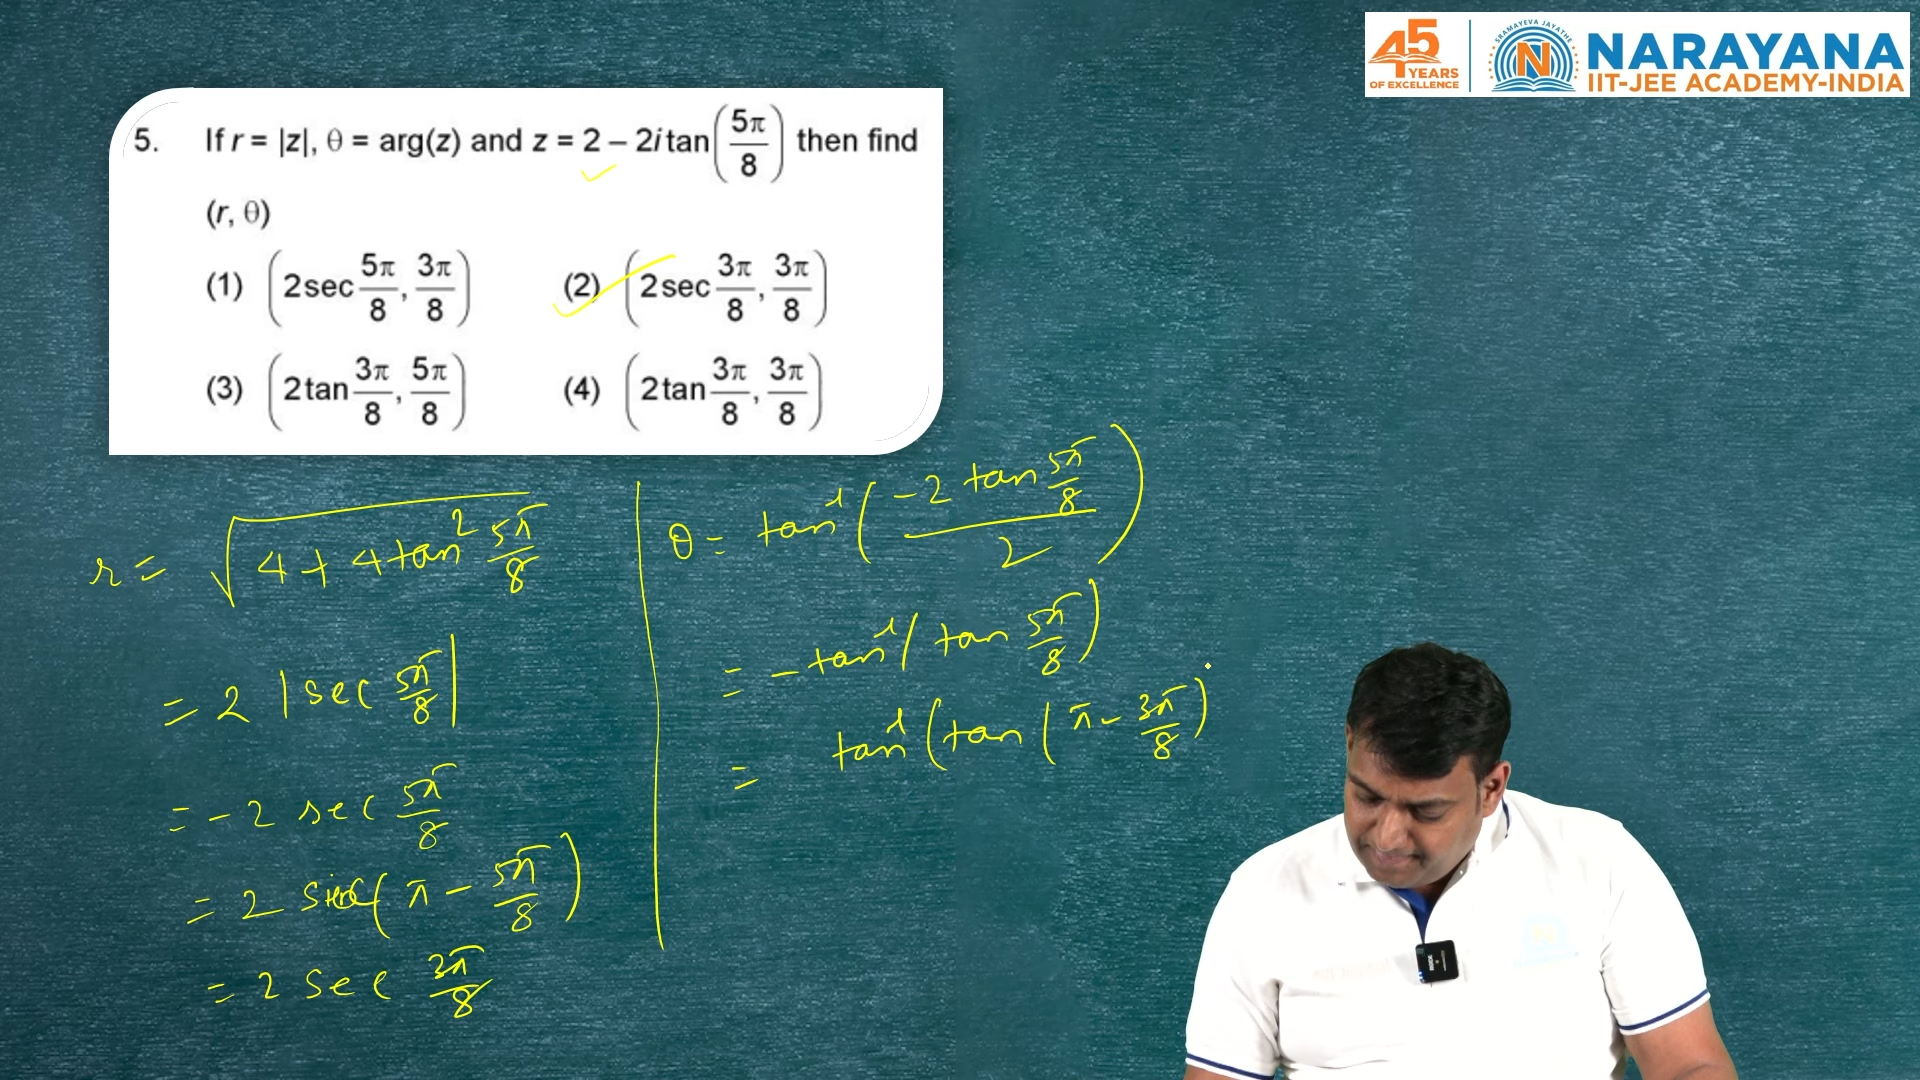 45 YEARS OF EXCELLENCE
SRAMAYEVA JAYATHE
N
NARAYANA
IIT-JEE ACADEMY-INDIA
5. If r = |z|, θ = arg(z) and z = 2 – 2i tan(5π/8) then find
(r, θ)
(1) (2sec 5π/8, 3π/8) (2) (2sec 3π/8, 3π/8)
(3) (2tan 3π/8, 5π/8) (4) (2tan 3π/8, 3π/8)
r = √(4 + 4tan² 5π/8)
= 2 |sec 5π/8|
= -2 sec 5π/8
= 2 sec(π - 5π/8)
= 2 sec 3π/8
θ = tan⁻¹(-2 tan 5π/8 / 2)
= - tan⁻¹(tan 5π/8)
= tan⁻¹(tan(π - 3π/8)